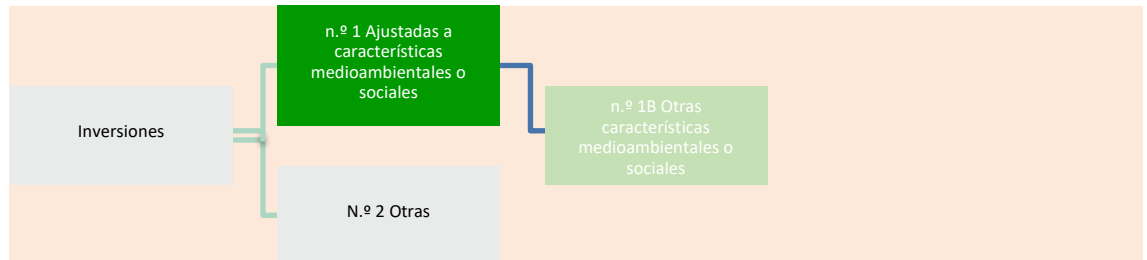 n.º 1 Ajustadas a
características
medioambientales o
sociales
Inversiones
n.º 1B Otras
características
medioambientales o
sociales
N.º 2 Otras